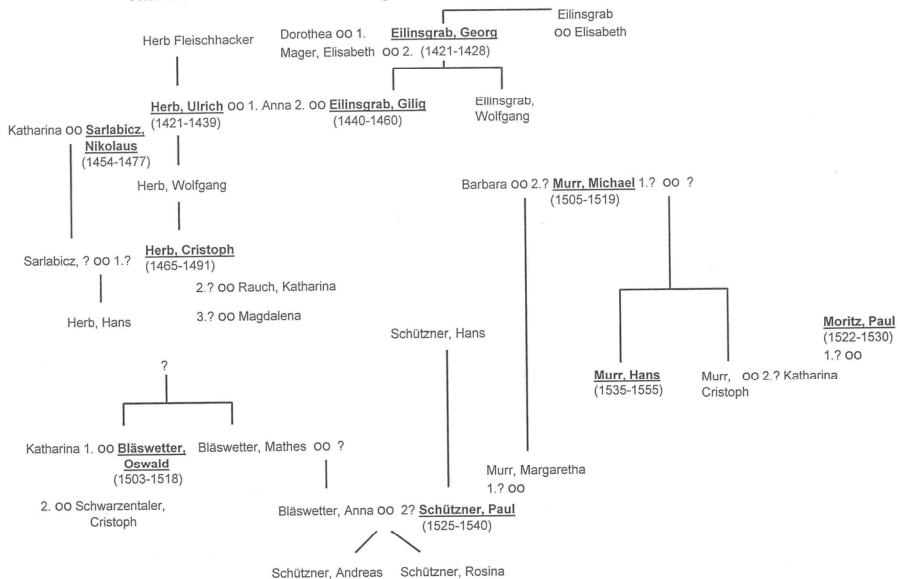 Eilinsgrab
oo Elisabeth
Dorothea oo 1. Eilinsgrab, Georg
Mager, Elisabeth oo 2. (1421-1428)
Herb Fleischhacker
Herb, Ulrich oo 1. Anna 2. oo Eilinsgrab, Gilig
(1421-1439)
(1440-1460)
Eilinsgrab,
Wolfgang
Katharina oo Sarlabicz,
Nikolaus
(1454-1477)
Herb, Wolfgang
Barbara oo 2.? Murr, Michael 1.? oo ?
(1505-1519)
Sarlabicz, ? oo 1.? Herb, Cristoph
(1465-1491)
2.? oo Rauch, Katharina
3.? oo Magdalena
Herb, Hans
Schützner, Hans
Moritz, Paul
(1522-1530)
1.? oo
Murr, Hans
(1535-1555)
Murr, oo 2.? Katharina
Cristoph
?
Katharina 1. oo Bläswetter,
Oswald
(1503-1518)
Bläswetter, Mathes oo ?
2. oo Schwarzentaler,
Cristoph
Murr, Margaretha
1.? oo
Bläswetter, Anna oo 2? Schützner, Paul
(1525-1540)
Schützner, Andreas Schützner, Rosina